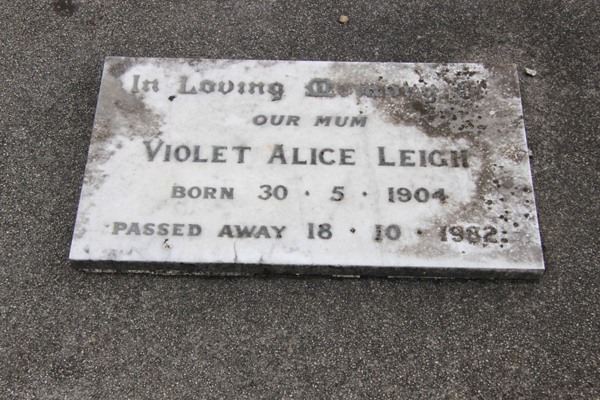 In Loving Memory Of
OUR MUM
VIOLET ALICE LEIGH
BORN 30 · 5 · 1904
PASSED AWAY 18 · 10 · 1982